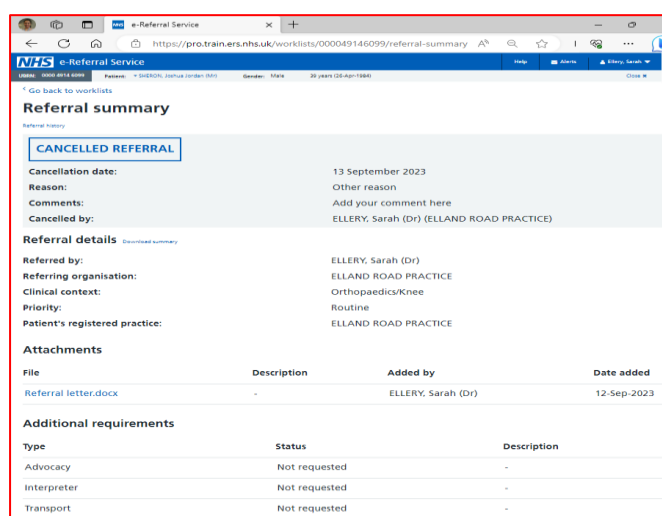 e-Referral Service
https://pro.train.ers.nhs.uk/worklists/000049146099/referral-summary
NHS e-Referral Service Help Alerts Ellery, Sarah
UBRN: 0000 4914 6099 Patient: SHERON, Joshua Jordan (Mr) Gender: Male 39 years (26-Apr-1984) Close
Go back to worklists
Referral summary
Referral history
CANCELLED REFERRAL
Cancellation date: 13 September 2023
Reason: Other reason
Comments: Add your comment here
Cancelled by: ELLERY, Sarah (Dr) (ELLAND ROAD PRACTICE)
Referral details Download summary
Referred by: ELLERY, Sarah (Dr)
Referring organisation: ELLAND ROAD PRACTICE
Clinical context: Orthopaedics/Knee
Priority: Routine
Patient's registered practice: ELLAND ROAD PRACTICE
Attachments
File Description Added by Date added
Referral letter.docx - ELLERY, Sarah (Dr) 12-Sep-2023
Additional requirements
Type Status Description
Advocacy Not requested -
Interpreter Not requested -
Transport Not requested -